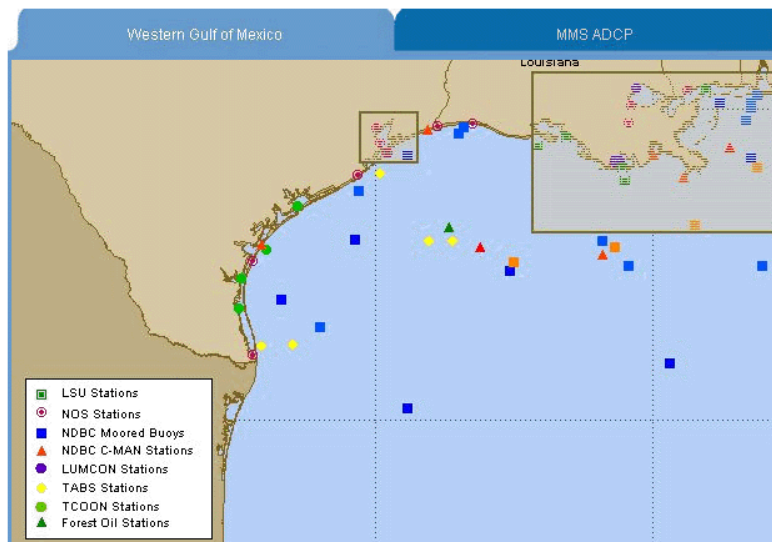 Western Gulf of Mexico
MMS ADCP
Louisiana
LSU Stations
NOS Stations
NDBC Moored Buoys
NDBC C-MAN Stations
LUMCON Stations
TABS Stations
TCOON Stations
Forest Oil Stations